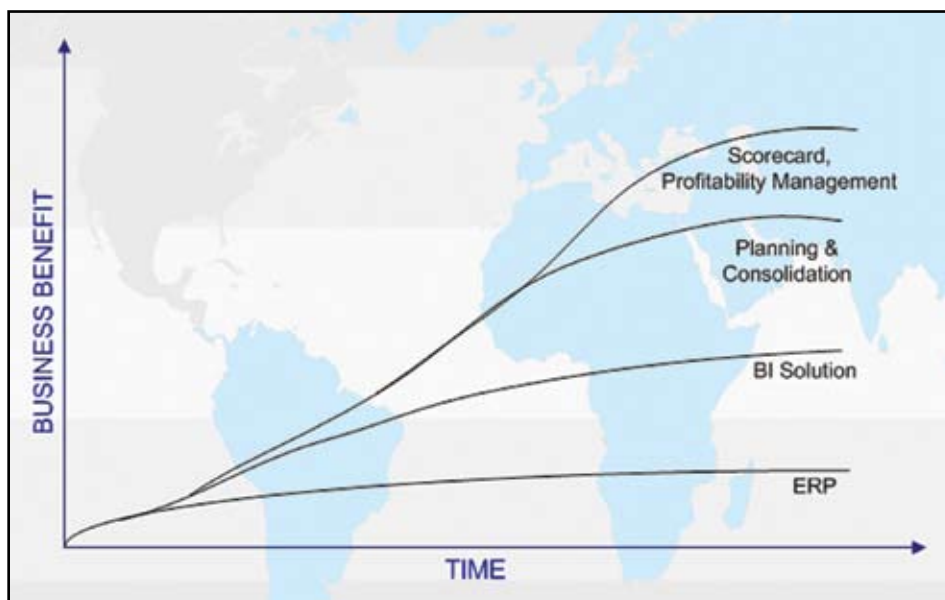 BUSINESS BENEFIT
Scorecard,
Profitability Management
Planning &
Consolidation
BI Solution
ERP
TIME